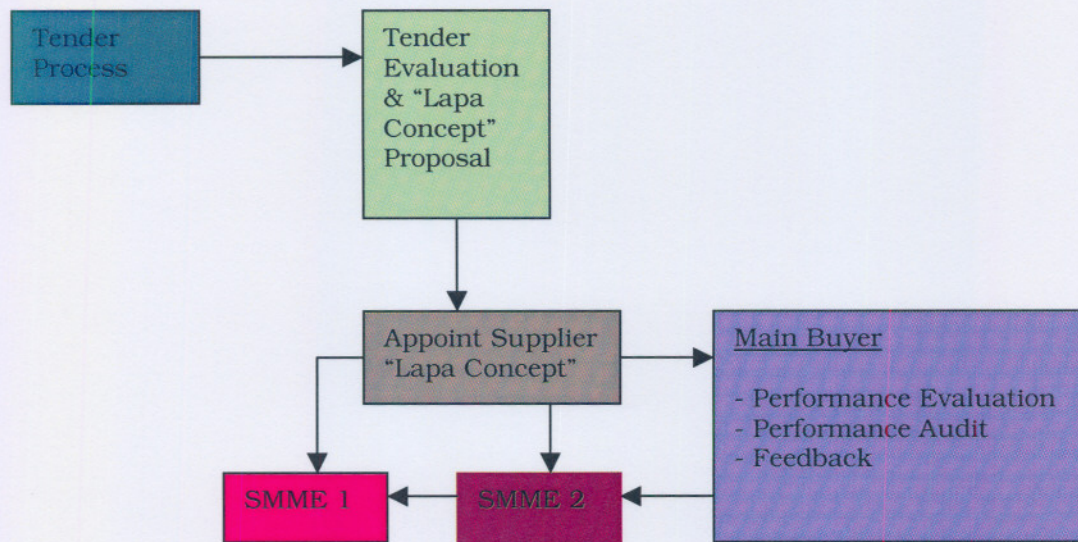 Tender
Process
Tender
Evaluation
& “Lapa
Concept”
Proposal
Appoint Supplier
“Lapa Concept”
Main Buyer
- Performance Evaluation
- Performance Audit
- Feedback
SMME 1
SMME 2